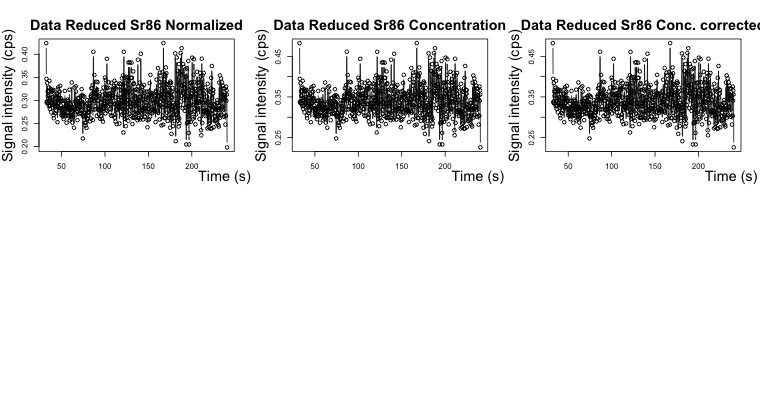 Data Reduced Sr86 Normalized
Signal intensity (cps)
0.40
0.35
0.30
0.25
0.20
50 100 150 200
Time (s)
Data Reduced Sr86 Concentration
Signal intensity (cps)
0.45
0.35
0.25
50 100 150 200
Time (s)
Data Reduced Sr86 Conc. corrected
Signal intensity (cps)
0.45
0.35
0.25
50 100 150 200
Time (s)